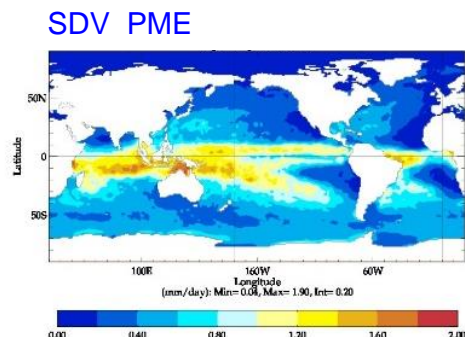 SDV PME
50N
Latitude
0
50S
100E 160W 60W
Longitude
(mm/day): Min= 0.04, Max= 1.90, Int= 0.20
0.00 0.40 0.80 1.20 1.60 2.00